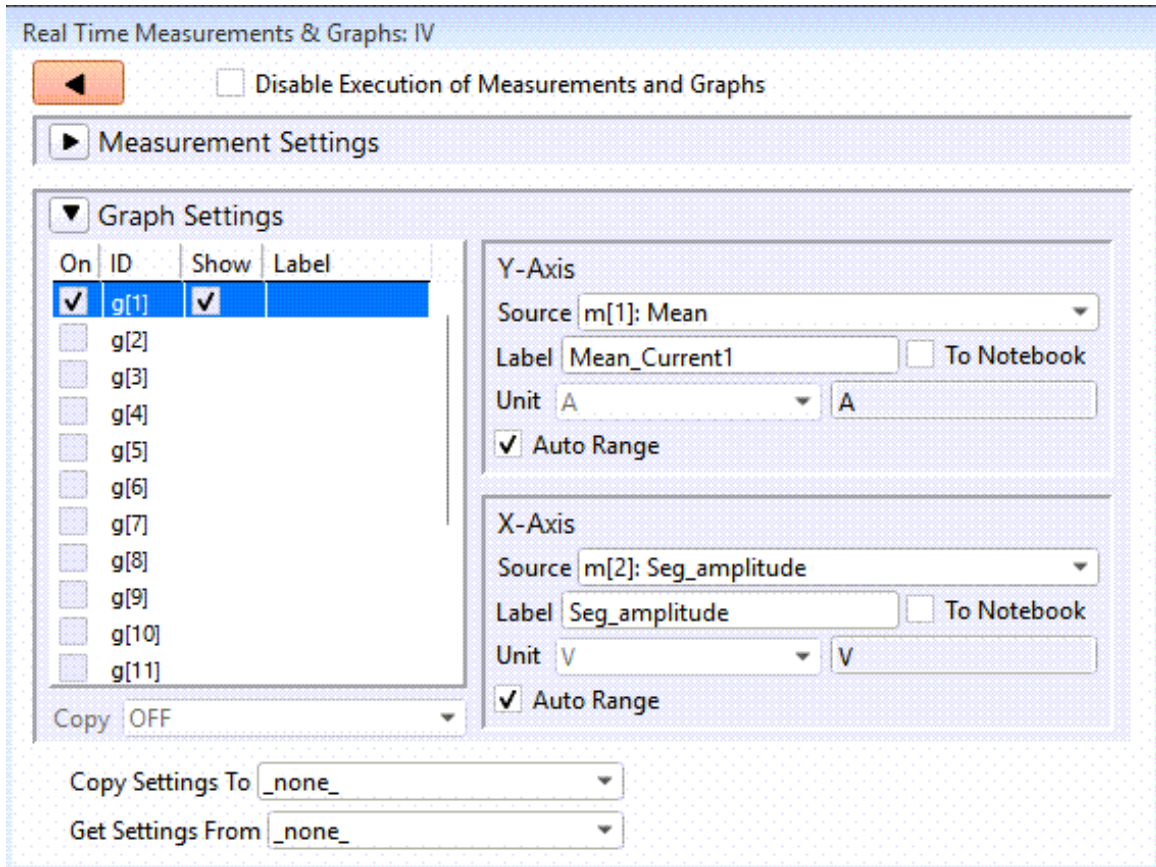 Real Time Measurements & Graphs: IV
Disable Execution of Measurements and Graphs
Measurement Settings
Graph Settings
On ID Show Label
g[1]
g[2]
g[3]
g[4]
g[5]
g[6]
g[7]
g[8]
g[9]
g[10]
g[11]
Copy OFF
Y-Axis
Source m[1]: Mean
Label Mean_Current1 To Notebook
Unit A A
Auto Range
X-Axis
Source m[2]: Seg_amplitude
Label Seg_amplitude To Notebook
Unit V V
Auto Range
Copy Settings To _none_
Get Settings From _none_